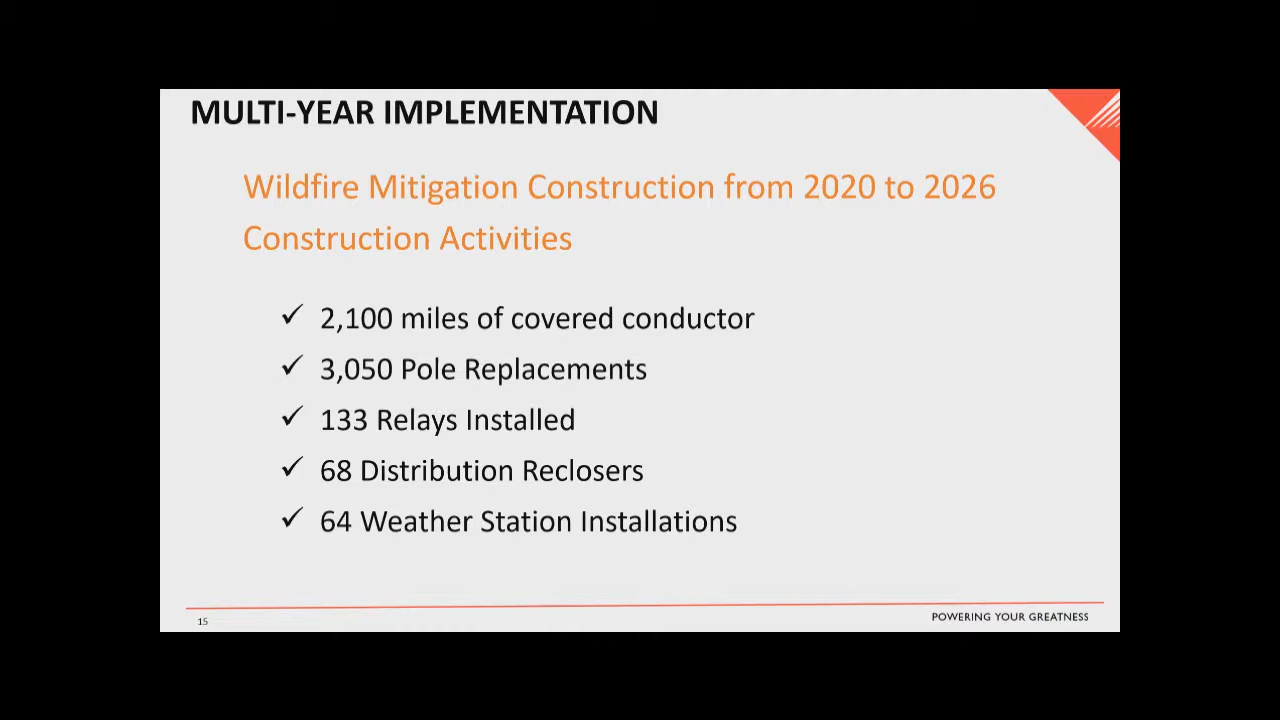 MULTI-YEAR IMPLEMENTATION
Wildfire Mitigation Construction from 2020 to 2026
Construction Activities
✓ 2,100 miles of covered conductor
✓ 3,050 Pole Replacements
✓ 133 Relays Installed
✓ 68 Distribution Reclosers
✓ 64 Weather Station Installations
15
POWERING YOUR GREATNESS